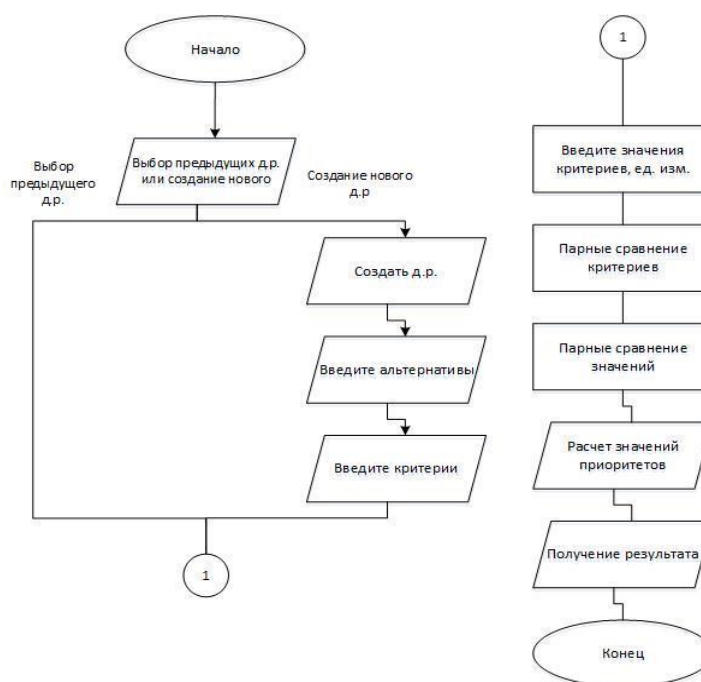 Начало
Выбор предыдущих д.р.
или создание нового
Выбор
предыдущего
д.р.
Создание нового
д.р
Создать д.р.
Введите альтернативы
Введите критерии
1
1
Введите значения
критериев, ед. изм.
Парные сравнение
критериев
Парные сравнение
значений
Расчет значений
приоритетов
Получение результата
Конец